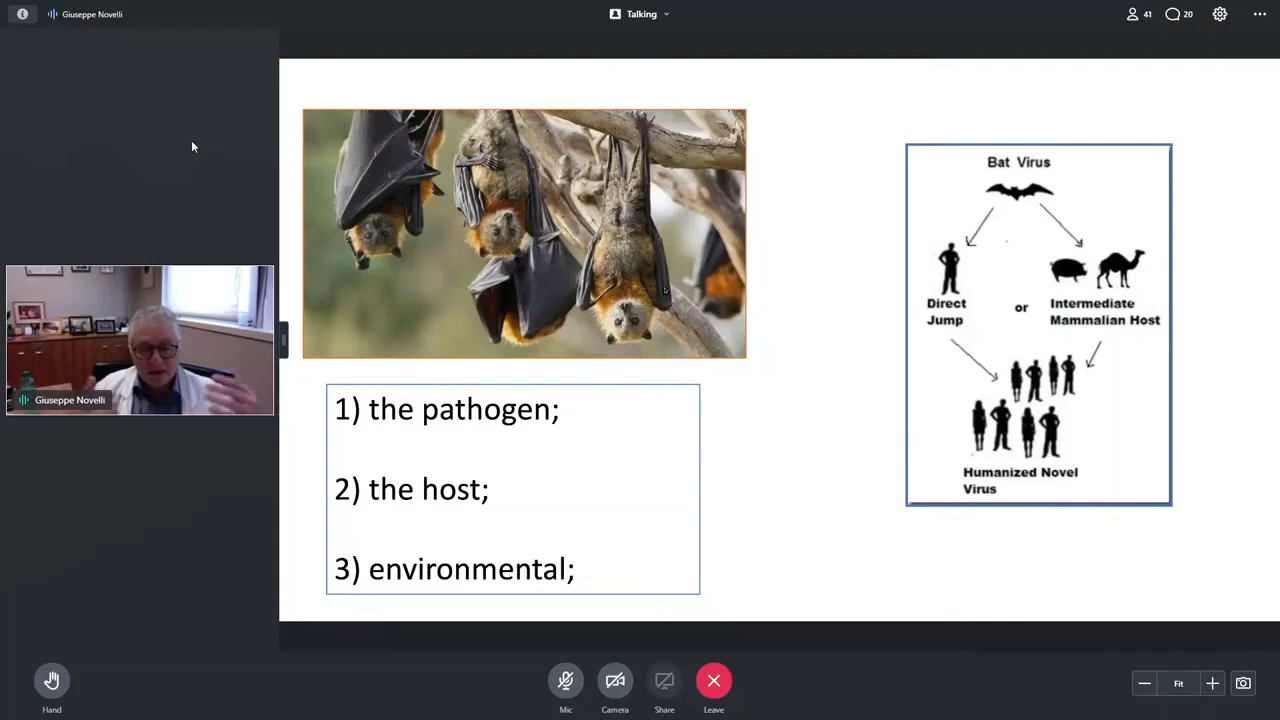 Giuseppe Novelli
Talking
41
20
Bat Virus
Direct
Jump
or
Intermediate
Mammalian Host
Humanized Novel
Virus
1) the pathogen;
2) the host;
3) environmental;
Giuseppe Novelli
Hand
Mic
Camera
Share
Leave
Fit